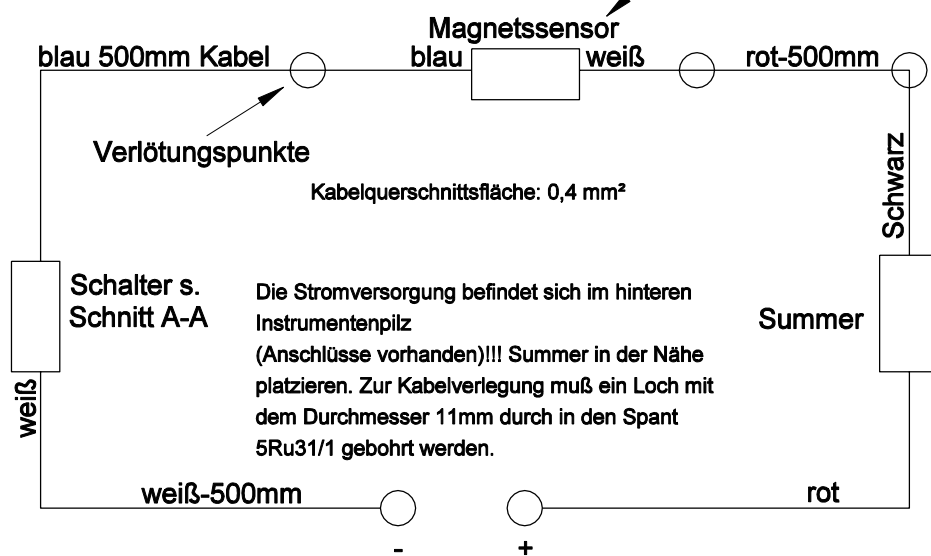 Magnetssensor
blau 500mm Kabel
blau
weiß
rot-500mm
Verlötungspunkte
Schwarz
Kabelquerschnittsfläche: 0,4 mm²
Schalter s.
Schnitt A-A
Die Stromversorgung befindet sich im hinteren
Instrumentenpilz
(Anschlüsse vorhanden)!!! Summer in der Nähe
platzieren. Zur Kabelverlegung muß ein Loch mit
dem Durchmesser 11mm durch in den Spant
5Ru31/1 gebohrt werden.
Summer
weiß
weiß-500mm
rot
-
+